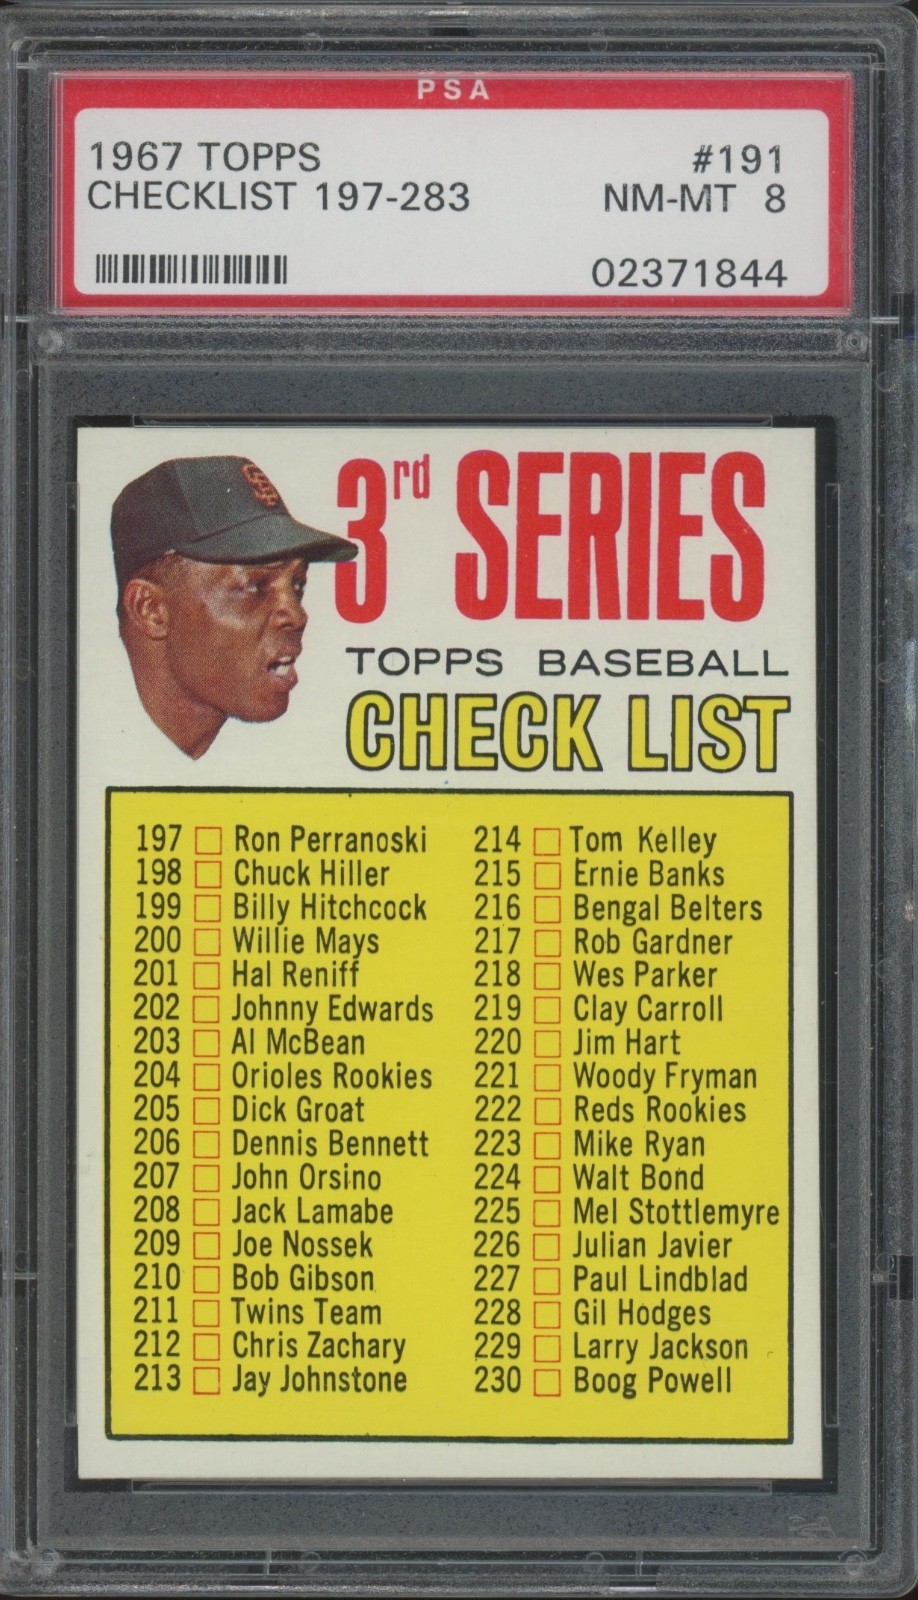 PSA
1967 TOPPS #191
CHECKLIST 197-283 NM-MT 8
02371844
SF
3rd SERIES
TOPPS BASEBALL
CHECK LIST
197 Ron Perranoski
198 Chuck Hiller
199 Billy Hitchcock
200 Willie Mays
201 Hal Reniff
202 Johnny Edwards
203 Al McBean
204 Orioles Rookies
205 Dick Groat
206 Dennis Bennett
207 John Orsino
208 Jack Lamabe
209 Joe Nossek
210 Bob Gibson
211 Twins Team
212 Chris Zachary
213 Jay Johnstone
214 Tom Kelley
215 Ernie Banks
216 Bengal Belters
217 Rob Gardner
218 Wes Parker
219 Clay Carroll
220 Jim Hart
221 Woody Fryman
222 Reds Rookies
223 Mike Ryan
224 Walt Bond
225 Mel Stottlemyre
226 Julian Javier
227 Paul Lindblad
228 Gil Hodges
229 Larry Jackson
230 Boog Powell